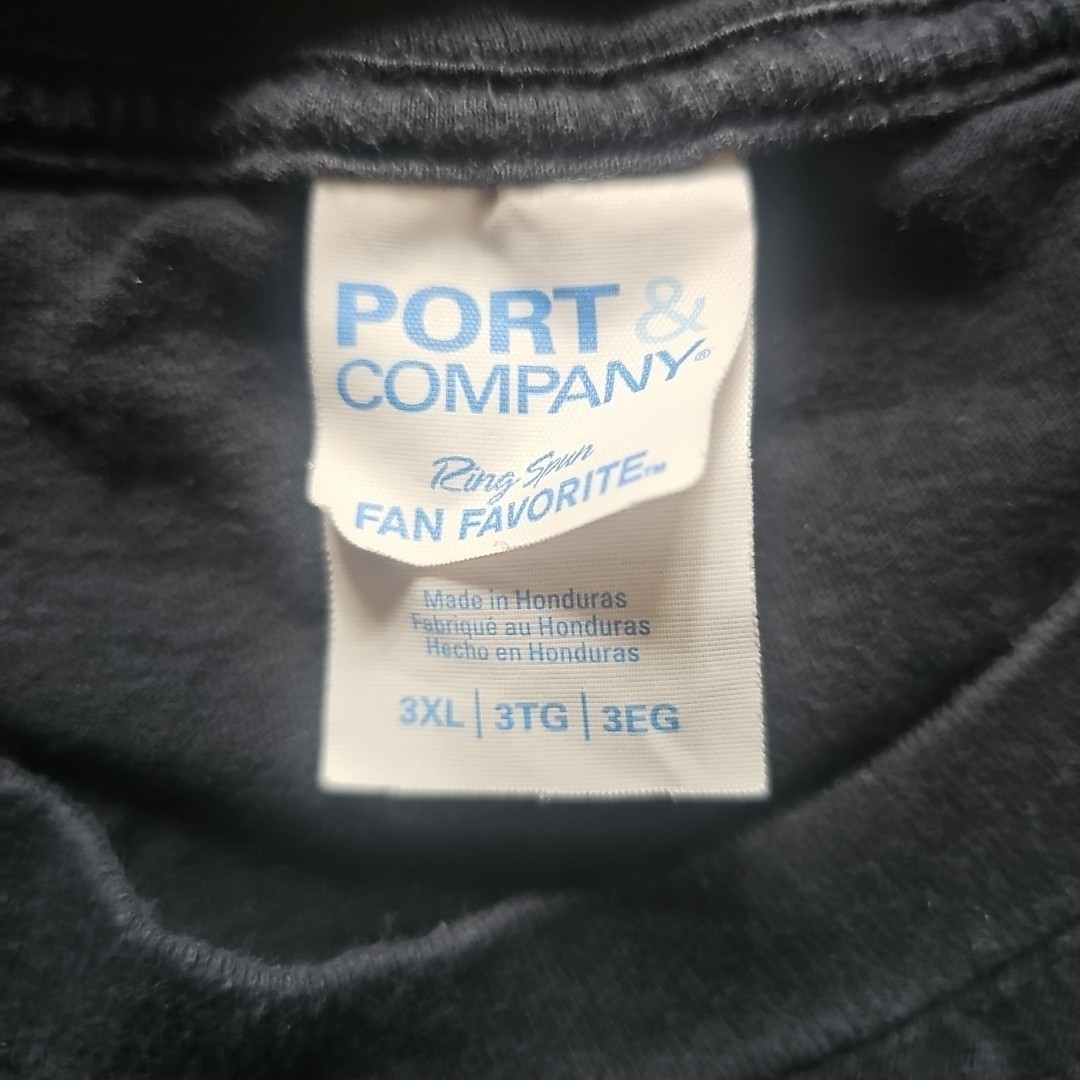 PORT &
COMPANY®
Ring Spun
FAN FAVORITE™
Made in Honduras
Fabriqué au Honduras
Hecho en Honduras
3XL | 3TG | 3EG